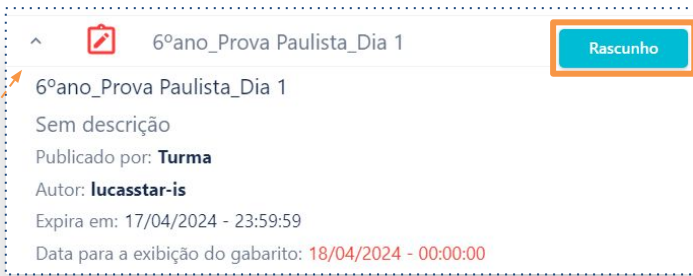 6ºano_Prova Paulista_Dia 1
Rascunho
6ºano_Prova Paulista_Dia 1
Sem descrição
Publicado por: Turma
Autor: lucasstar-is
Expira em: 17/04/2024 - 23:59:59
Data para a exibição do gabarito: 18/04/2024 - 00:00:00